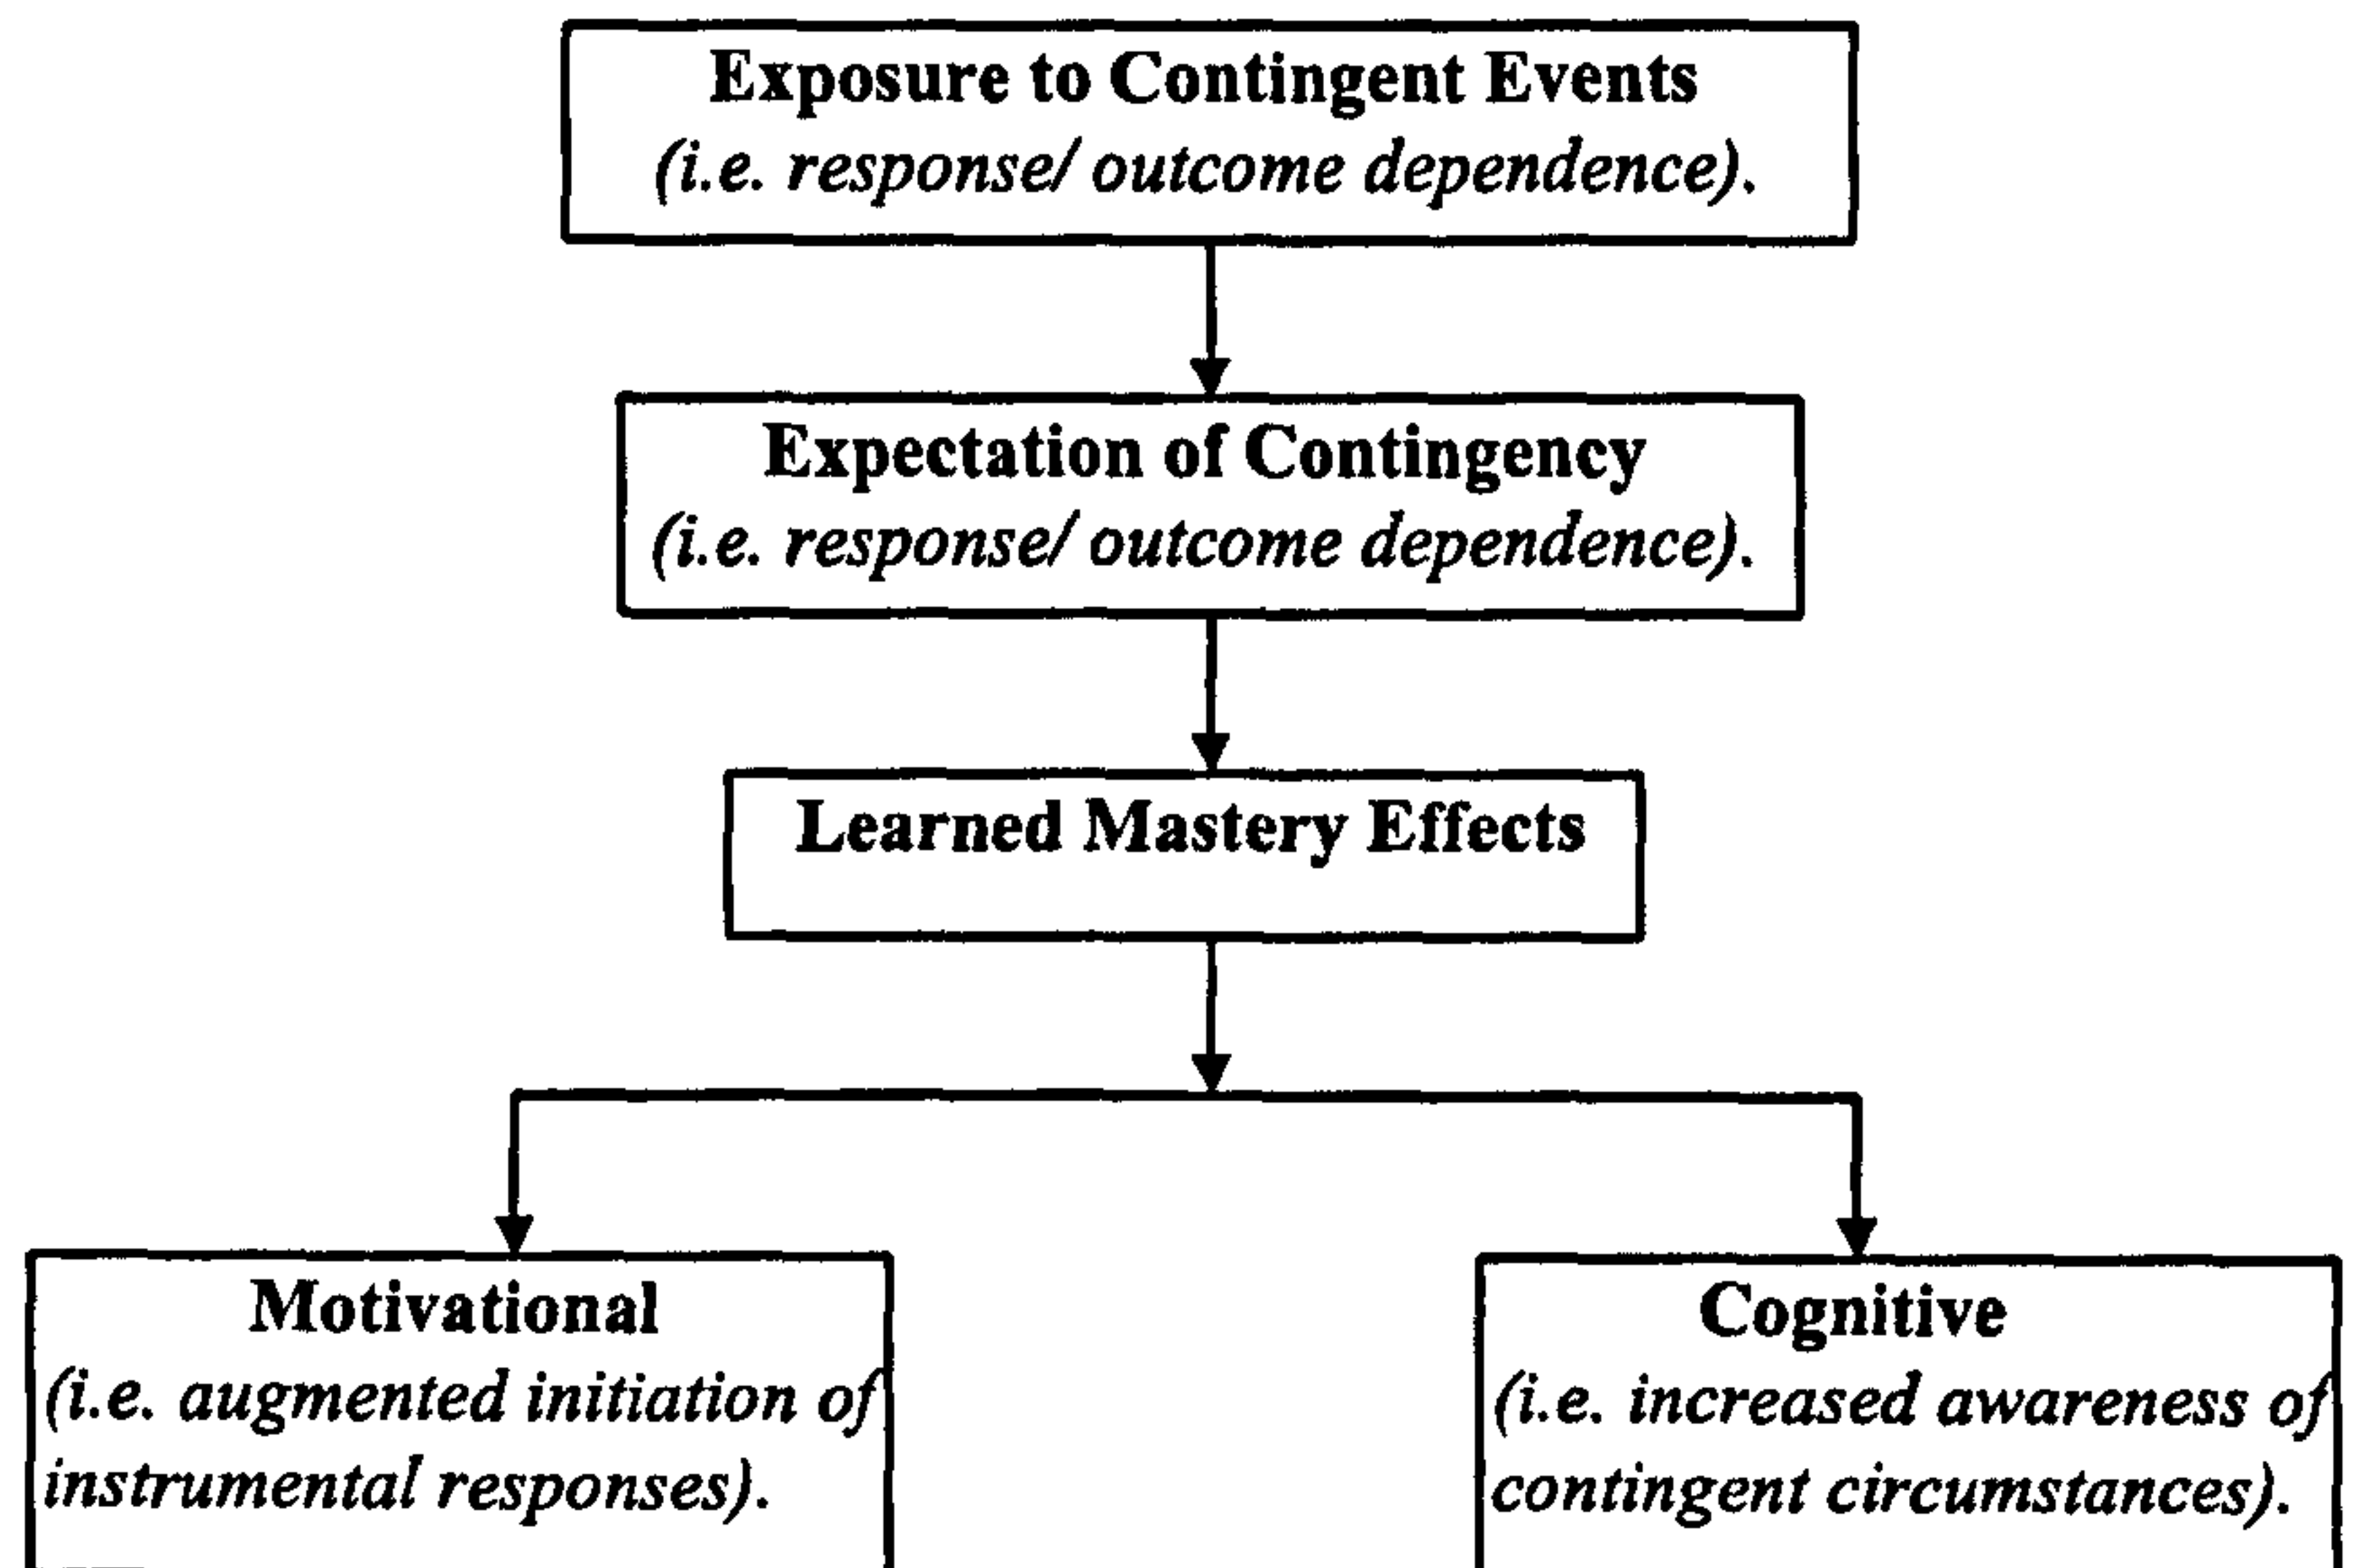 Exposure to Contingent Events
(i.e. response/ outcome dependence).
Expectation of Contingency
(i.e. response/ outcome dependence).
Learned Mastery Effects
Motivational
(i.e. augmented initiation of
instrumental responses).
Cognitive
(i.e. increased awareness of
contingent circumstances).